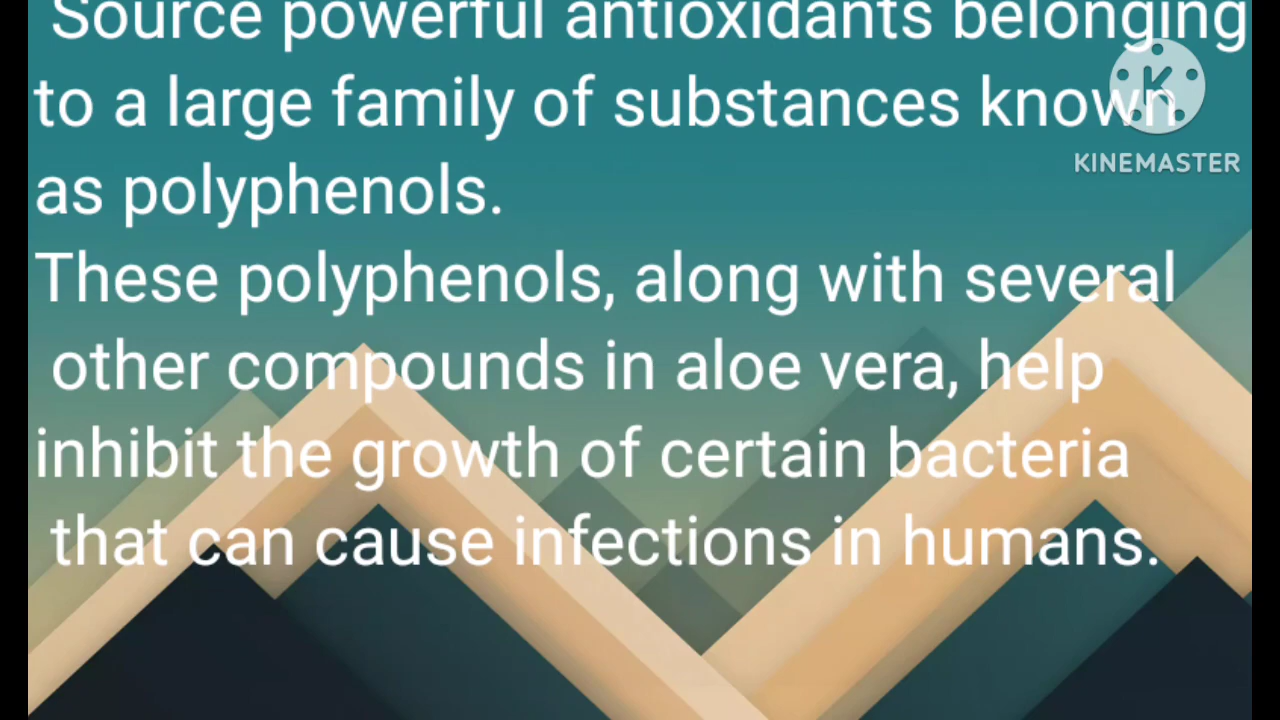 Source powerful antioxidants belonging
to a large family of substances known
as polyphenols.
These polyphenols, along with several
other compounds in aloe vera, help
inhibit the growth of certain bacteria
that can cause infections in humans.
K
KINEMASTER